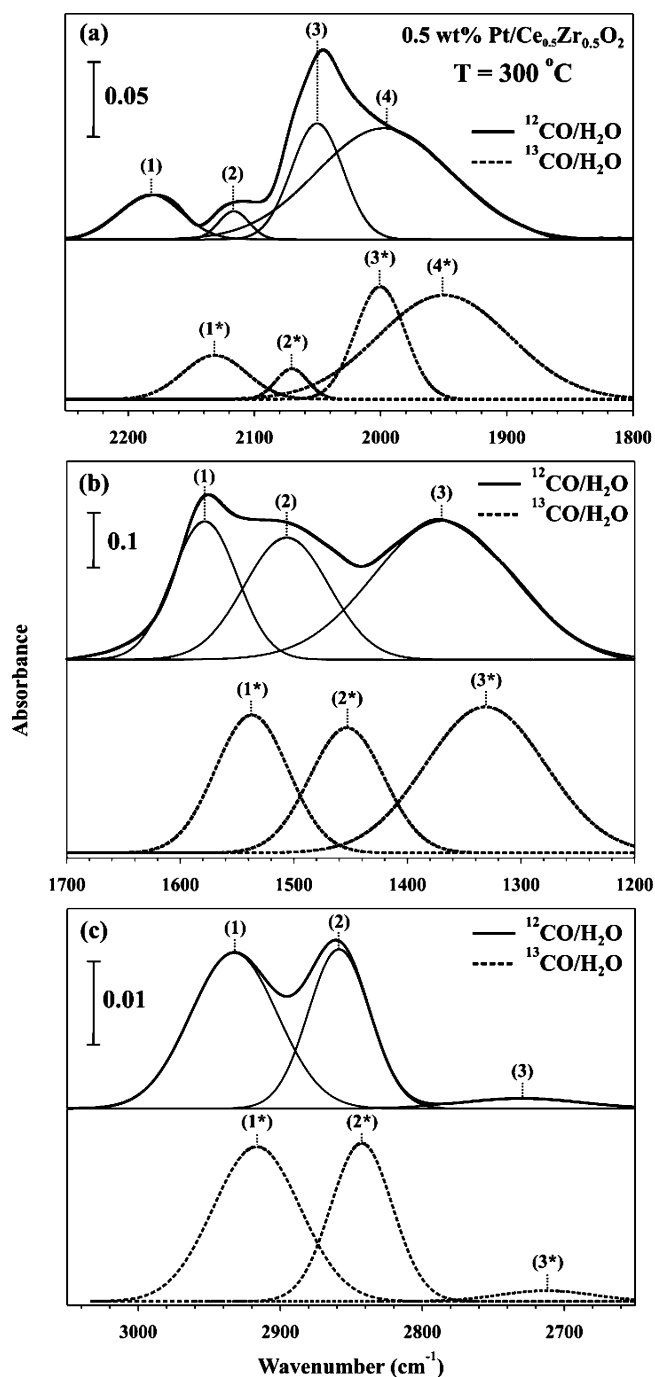 (a)
0.5 wt% Pt/Ce₀.₅Zr₀.₅O₂
T = 300 °C
0.05
(1)
(2)
(3)
(4)
¹²CO/H₂O
¹³CO/H₂O
(1*)
(2*)
(3*)
(4*)
2200 2100 2000 1900 1800
(b)
0.1
(1)
(2)
(3)
¹²CO/H₂O
¹³CO/H₂O
(1*)
(2*)
(3*)
1700 1600 1500 1400 1300 1200
Absorbance
(c)
0.01
(1)
(2)
(3)
¹²CO/H₂O
¹³CO/H₂O
(1*)
(2*)
(3*)
3000 2900 2800 2700
Wavenumber (cm⁻¹)